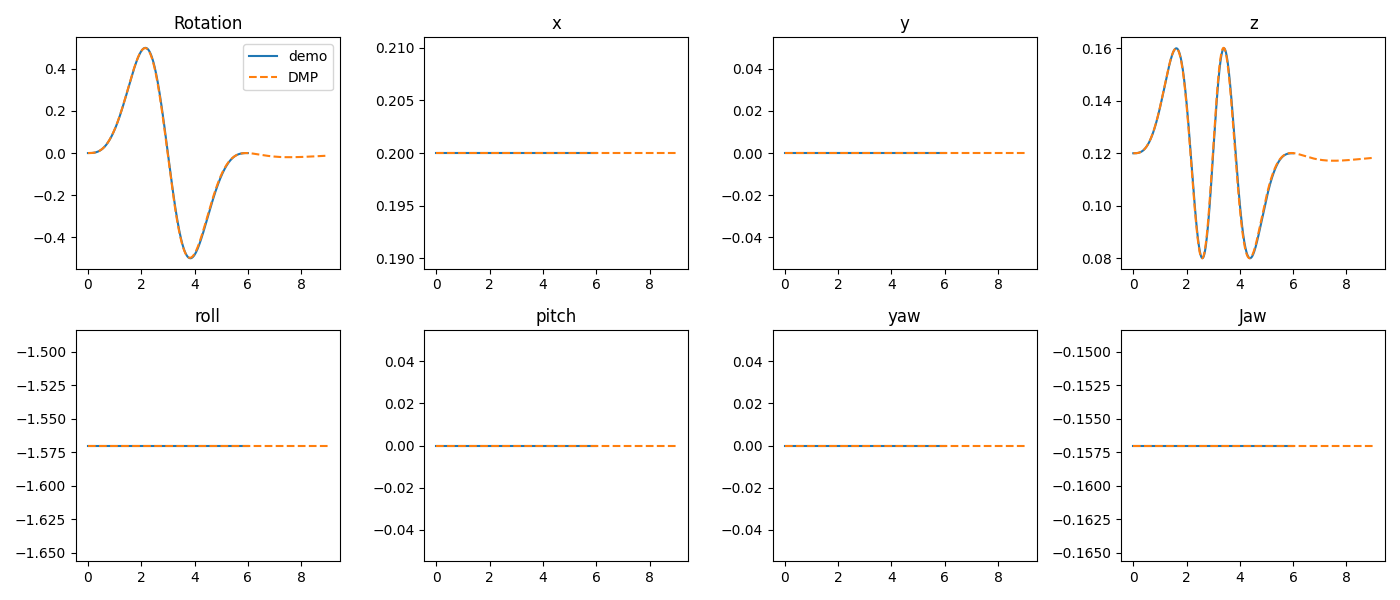 Rotation
x
y
z
demo
DMP
0.4
0.2
0.0
−0.2
−0.4
0 2 4 6 8
0.210
0.205
0.200
0.195
0.190
0 2 4 6 8
0.04
0.02
0.00
−0.02
−0.04
0 2 4 6 8
0.16
0.14
0.12
0.10
0.08
0 2 4 6 8
roll
pitch
yaw
Jaw
−1.500
−1.525
−1.550
−1.575
−1.600
−1.625
−1.650
0 2 4 6 8
0.04
0.02
0.00
−0.02
−0.04
0 2 4 6 8
0.04
0.02
0.00
−0.02
−0.04
0 2 4 6 8
−0.1500
−0.1525
−0.1550
−0.1575
−0.1600
−0.1625
−0.1650
0 2 4 6 8